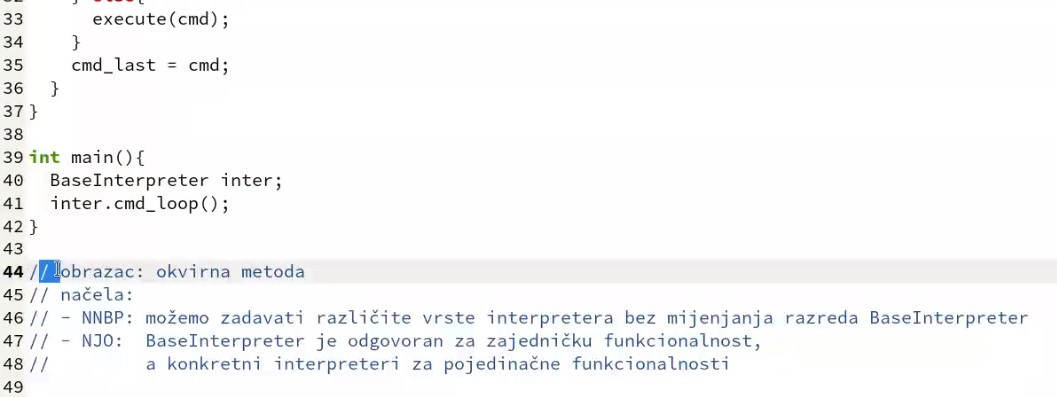 32 } else{
33 execute(cmd);
34 }
35 cmd_last = cmd;
36 }
37 }
38
39 int main(){
40 BaseInterpreter inter;
41 inter.cmd_loop();
42 }
43
44 // obrazac: okvirna metoda
45 // načela:
46 // - NNBP: možemo zadavati različite vrste interpretera bez mijenjanja razreda BaseInterpreter
47 // - NJO: BaseInterpreter je odgovoran za zajedničku funkcionalnost,
48 // a konkretni interpreteri za pojedinačne funkcionalnosti
49